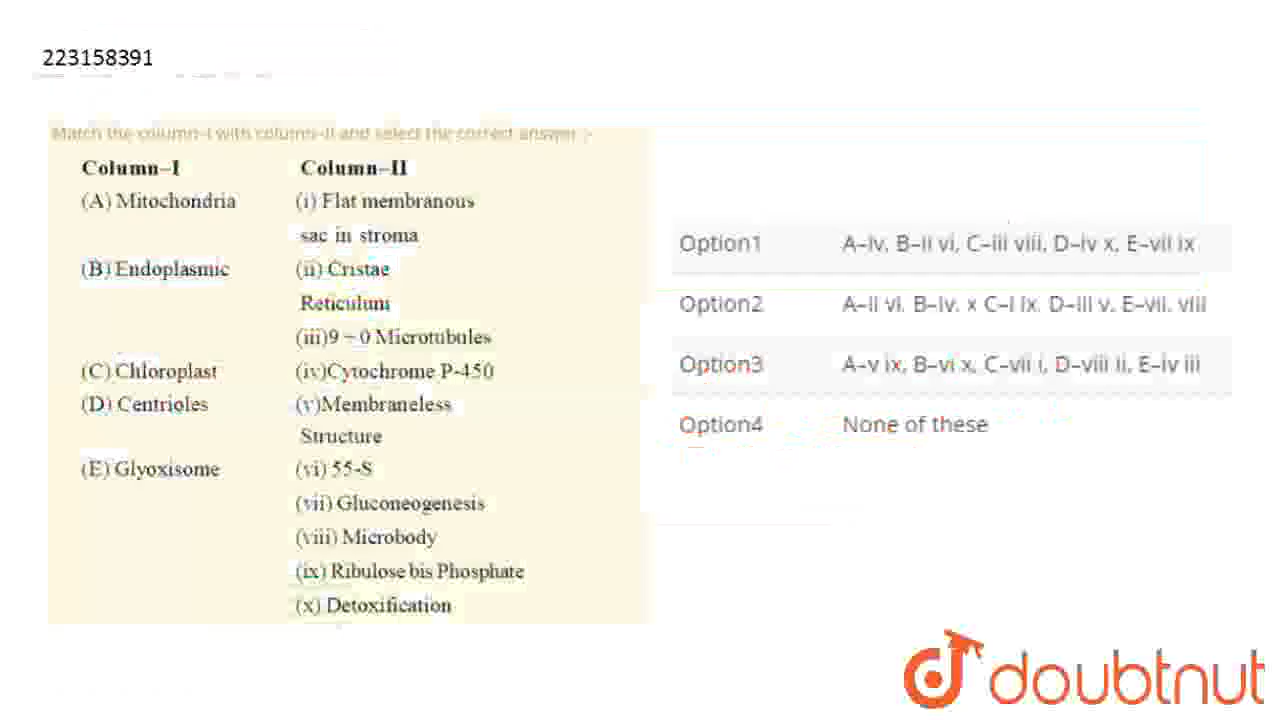 223158391
Match the column-I with column-II and select the correct answer :-
Column–I Column–II
(A) Mitochondria (i) Flat membranous
sac in stroma
(B) Endoplasmic (ii) Cristae
Reticulum
(iii)9 + 0 Microtubules
(C) Chloroplast (iv)Cytochrome P-450
(D) Centrioles (v)Membraneless
Structure
(E) Glyoxisome (vi) 55-S
(vii) Gluconeogenesis
(viii) Microbody
(ix) Ribulose bis Phosphate
(x) Detoxification
Option1 A–iv, B–ii vi, C–iii viii, D–iv x, E–vii ix
Option2 A–ii vi, B–iv, x C–i ix, D–iii v, E–vii, viii
Option3 A–v ix, B–vi x, C–vii i, D–viii ii, E–iv iii
Option4 None of these
doubtnut